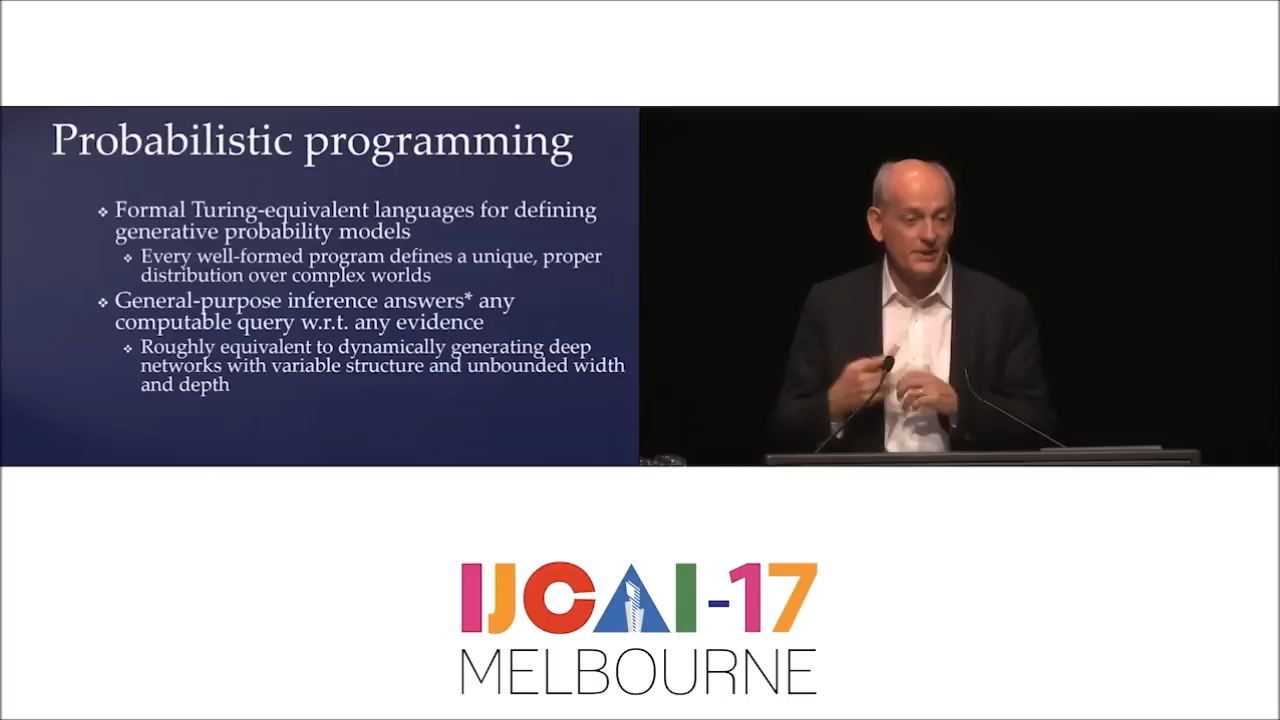 Probabilistic programming
❖ Formal Turing-equivalent languages for defining
generative probability models
❖ Every well-formed program defines a unique, proper
distribution over complex worlds
❖ General-purpose inference answers* any
computable query w.r.t. any evidence
❖ Roughly equivalent to dynamically generating deep
networks with variable structure and unbounded width
and depth
IJCAI-17
MELBOURNE